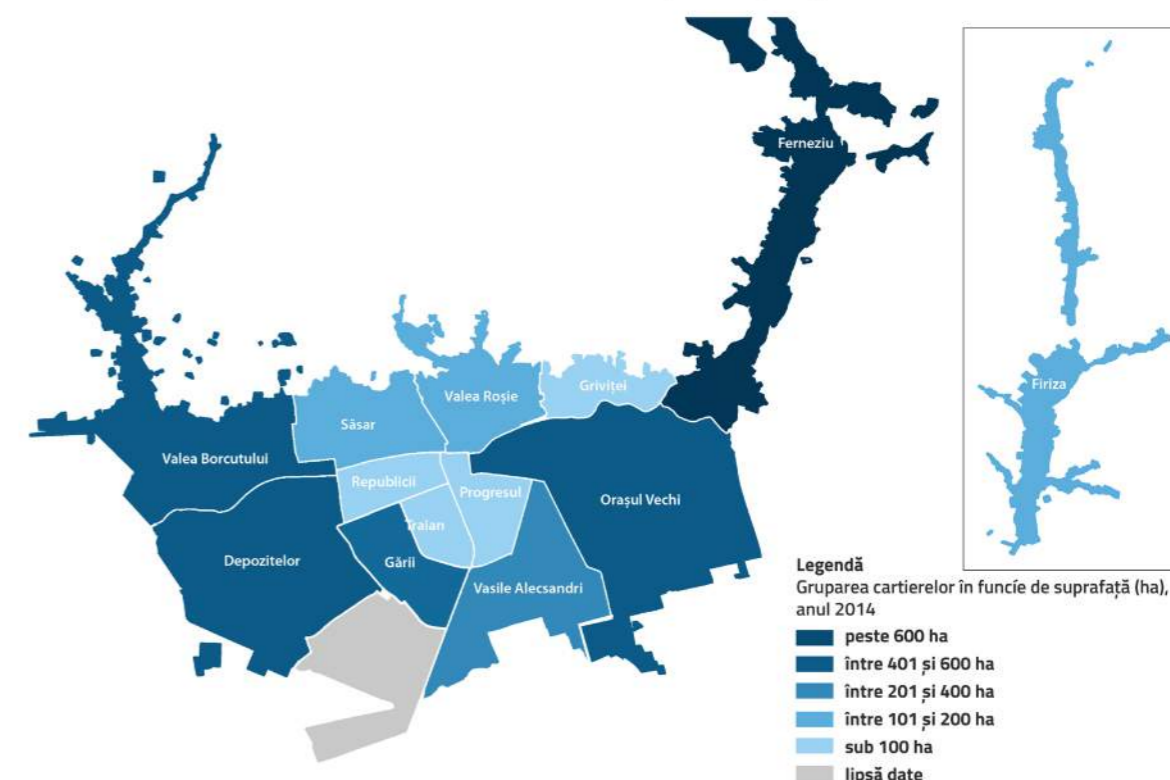 Ferneziu
Firiza
Griviței
Valea Roșie
Săsar
Valea Borcutului
Republicii
Progresul
Orașul Vechi
Traian
Depozitelor
Gării
Vasile Alecsandri
Legendă
Gruparea cartierelor în funcíe de suprafață (ha),
anul 2014
peste 600 ha
între 401 și 600 ha
între 201 și 400 ha
între 101 și 200 ha
sub 100 ha
lipsă date